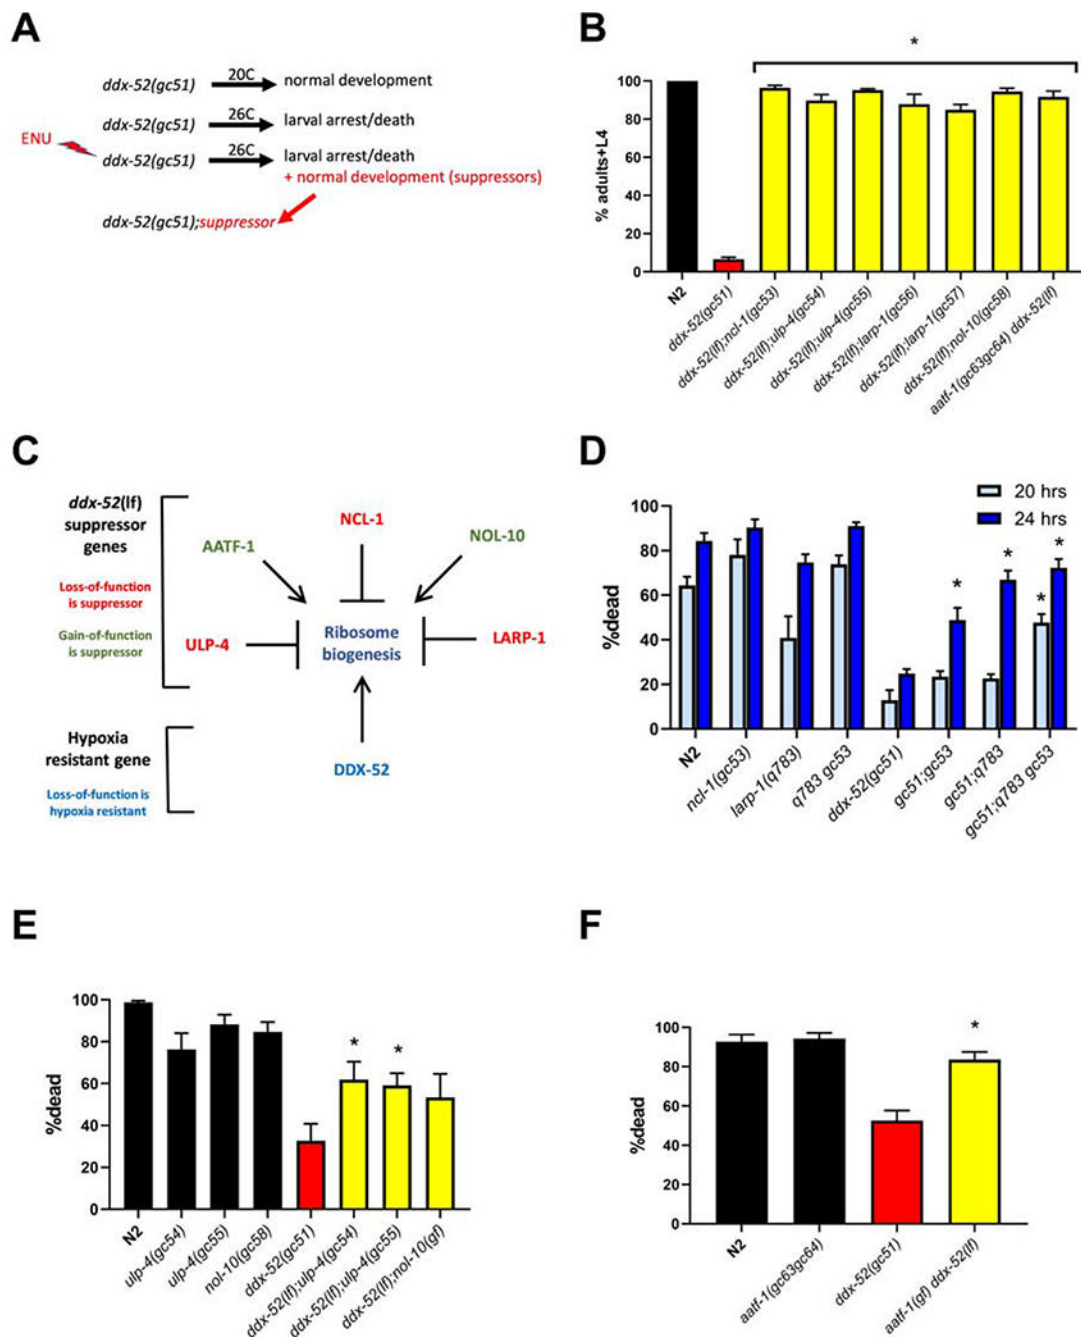 A
ddx-52(gc51) 20C normal development
ddx-52(gc51) 26C larval arrest/death
ENU
ddx-52(gc51) 26C larval arrest/death
+ normal development (suppressors)
ddx-52(gc51);suppressor
B
*
100
80
60
40
20
0
% adults+L4
N2
ddx-52(gc51)
ddx-52(lf);ncl-1(gc53)
ddx-52(lf);ulp-4(gc54)
ddx-52(lf);ulp-4(gc55)
ddx-52(lf);larp-1(gc56)
ddx-52(lf);larp-1(gc57)
ddx-52(lf);nol-10(gc58)
aatf-1(gc63gc64) ddx-52(lf)
C
ddx-52(lf)
suppressor
genes
Loss-of-function
is suppressor
Gain-of-function
is suppressor
NCL-1
AATF-1
NOL-10
ULP-4
Ribosome
biogenesis
LARP-1
DDX-52
Hypoxia
resistant gene
Loss-of-function is
hypoxia resistant
D
20 hrs
24 hrs
100
80
60
40
20
0
%dead
* * * *
N2
ncl-1(gc53)
larp-1(q783)
q783 gc53
ddx-52(gc51)
gc51;gc53
gc51;q783
gc51;q783 gc53
E
100
80
60
40
20
0
%dead
* *
N2
ulp-4(gc54)
ulp-4(gc55)
nol-10(gc58)
ddx-52(gc51)
ddx-52(lf);ulp-4(gc54)
ddx-52(lf);ulp-4(gc55)
ddx-52(lf);nol-10(gf)
F
100
80
60
40
20
0
%dead
*
N2
aatf-1(gc63gc64)
ddx-52(gc51)
aatf-1(gf) ddx-52(lf)